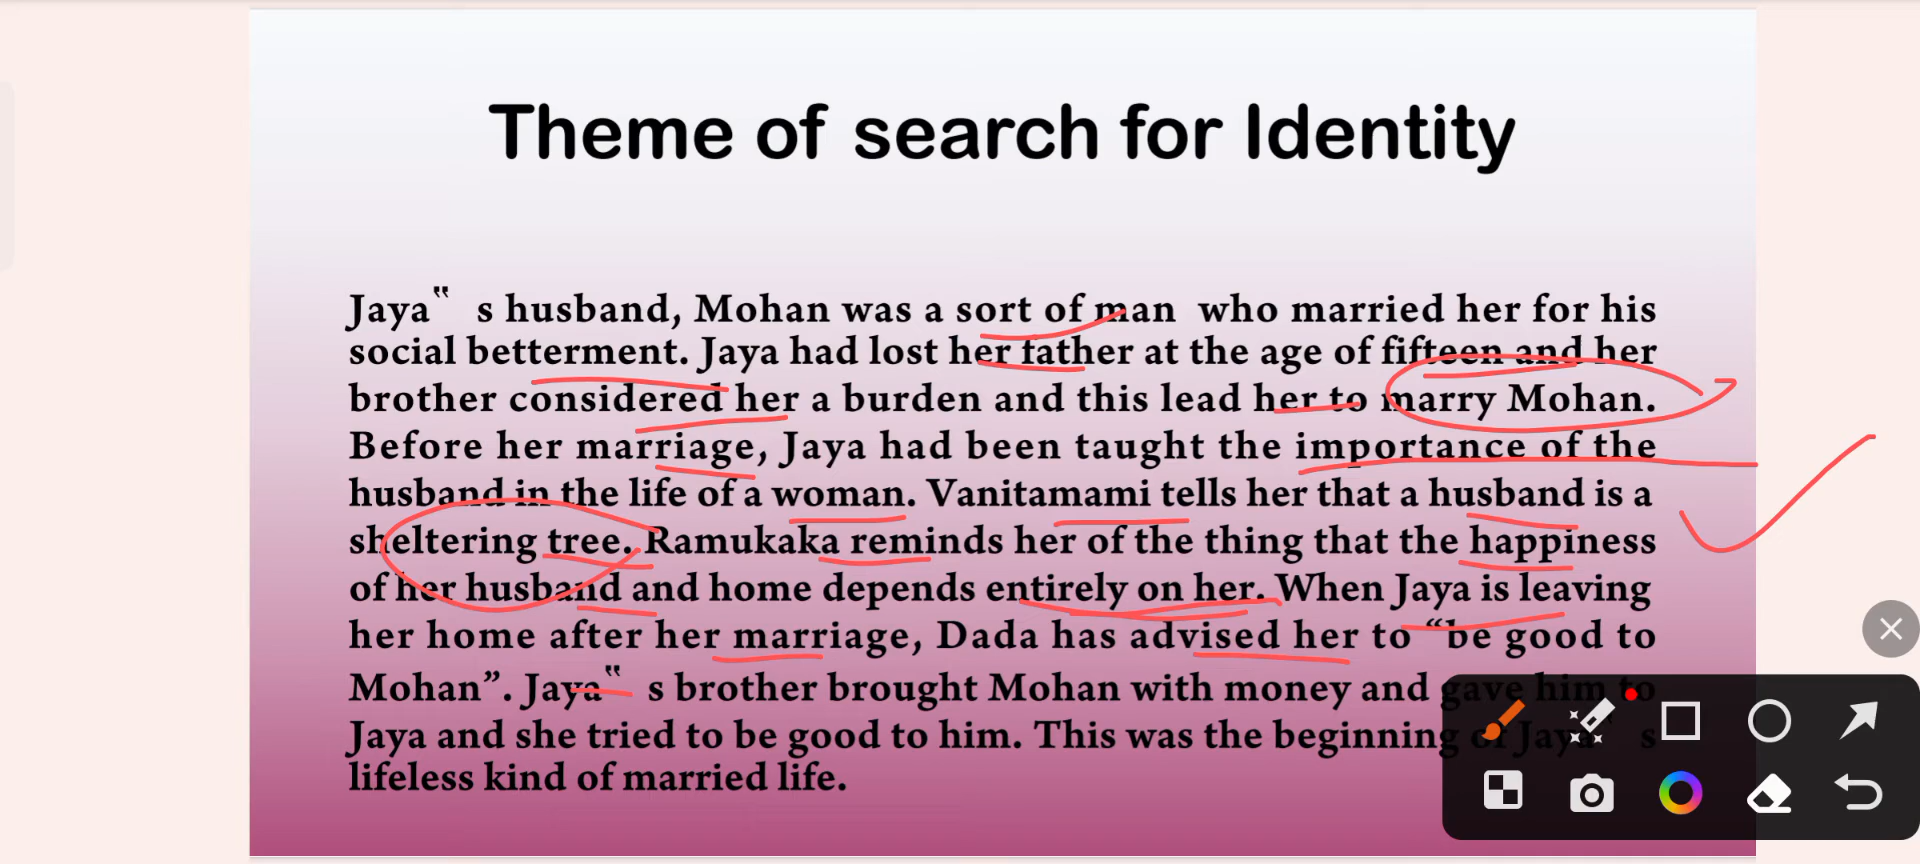 Theme of search for Identity
Jaya‟ s husband, Mohan was a sort of man who married her for his
social betterment. Jaya had lost her father at the age of fifteen and her
brother considered her a burden and this lead her to marry Mohan.
Before her marriage, Jaya had been taught the importance of the
husband in the life of a woman. Vanitamami tells her that a husband is a
sheltering tree. Ramukaka reminds her of the thing that the happiness
of her husband and home depends entirely on her. When Jaya is leaving
her home after her marriage, Dada has advised her to “be good to
Mohan”. Jaya‟ s brother brought Mohan with money and gave him to
Jaya and she tried to be good to him. This was the beginning of Jaya‟ s
lifeless kind of married life.